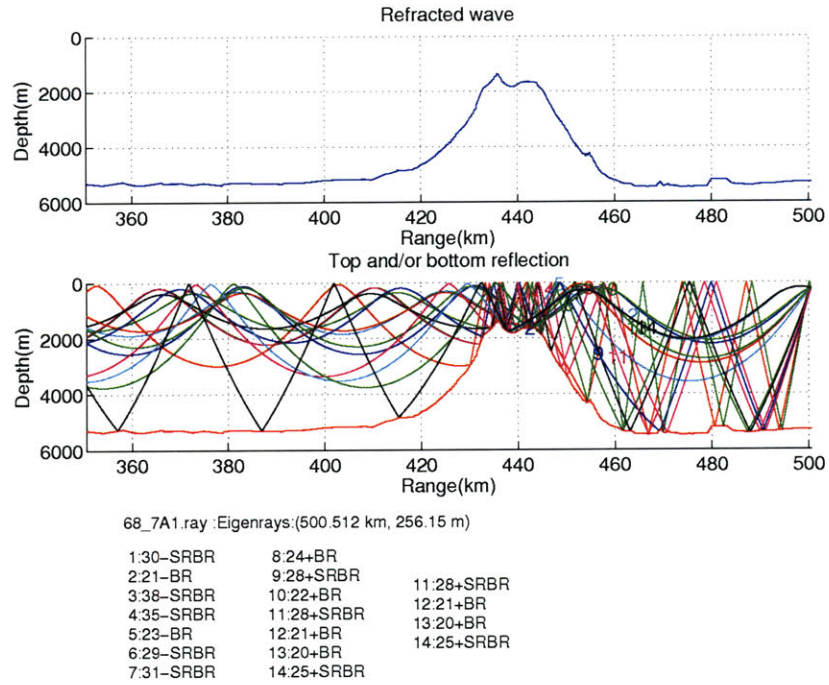 Refracted wave
0
2000
4000
6000
Depth(m)
360 380 400 420 440 460 480 500
Range(km)
Top and/or bottom reflection
0
2000
4000
6000
Depth(m)
360 380 400 420 440 460 480 500
Range(km)
68_7A1.ray :Eigenrays:(500.512 km, 256.15 m)
1:30−SRBR 8:24+BR
2:21−BR 9:28+SRBR 11:28+SRBR
3:38−SRBR 10:22+BR 12:21+BR
4:35−SRBR 11:28+SRBR 13:20+BR
5:23−BR 12:21+BR 14:25+SRBR
6:29−SRBR 13:20+BR
7:31−SRBR 14:25+SRBR